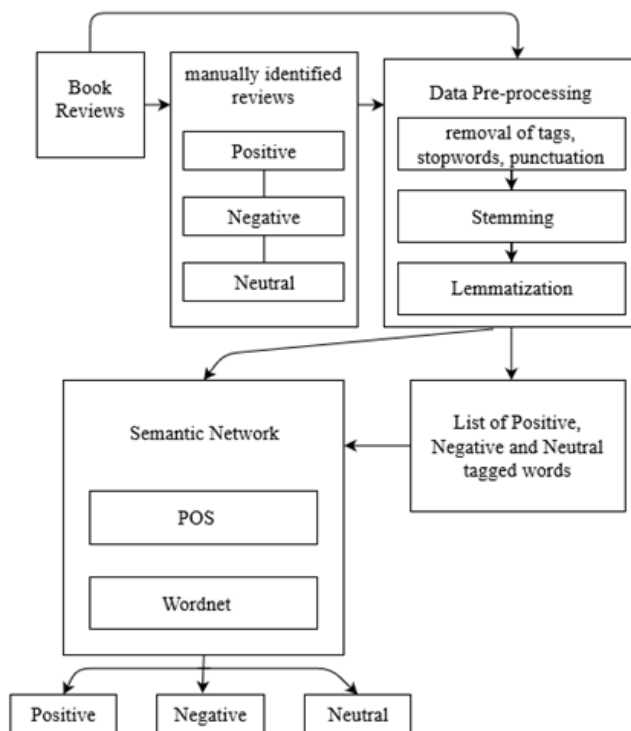 Book
Reviews
manually identified
reviews
Positive
Negative
Neutral
Data Pre-processing
removal of tags,
stopwords, punctuation
Stemming
Lemmatization
Semantic Network
POS
Wordnet
List of Positive,
Negative and Neutral
tagged words
Positive
Negative
Neutral